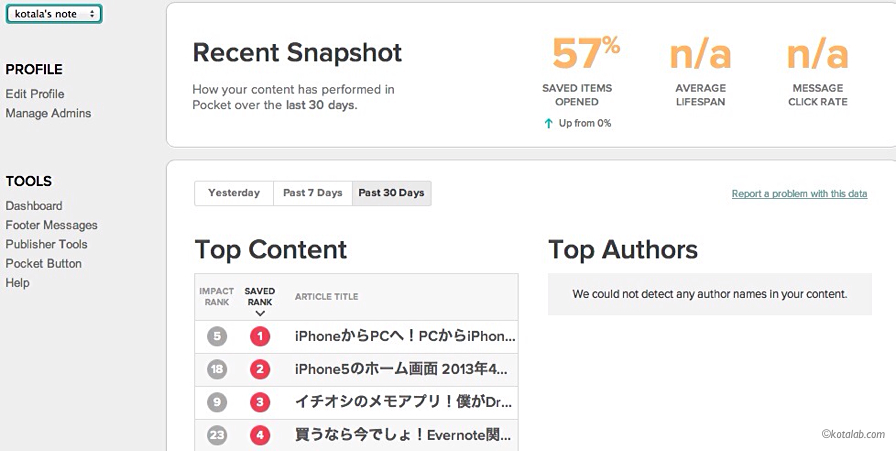 kotala's note
PROFILE
Edit Profile
Manage Admins
TOOLS
Dashboard
Footer Messages
Publisher Tools
Pocket Button
Help
Recent Snapshot
How your content has performed in
Pocket over the last 30 days.
57%
SAVED ITEMS
OPENED
Up from 0%
n/a
AVERAGE
LIFESPAN
n/a
MESSAGE
CLICK RATE
Yesterday Past 7 Days Past 30 Days
Report a problem with this data
Top Content
IMPACT
RANK
SAVED
RANK
ARTICLE TITLE
5 1 iPhoneからPCへ！PCからiPhon...
18 2 iPhone5のホーム画面 2013年4...
9 3 イチオシのメモアプリ！僕がDr...
23 4 買うなら今でしょ！Evernote関...
Top Authors
We could not detect any author names in your content.
©kotalab.com